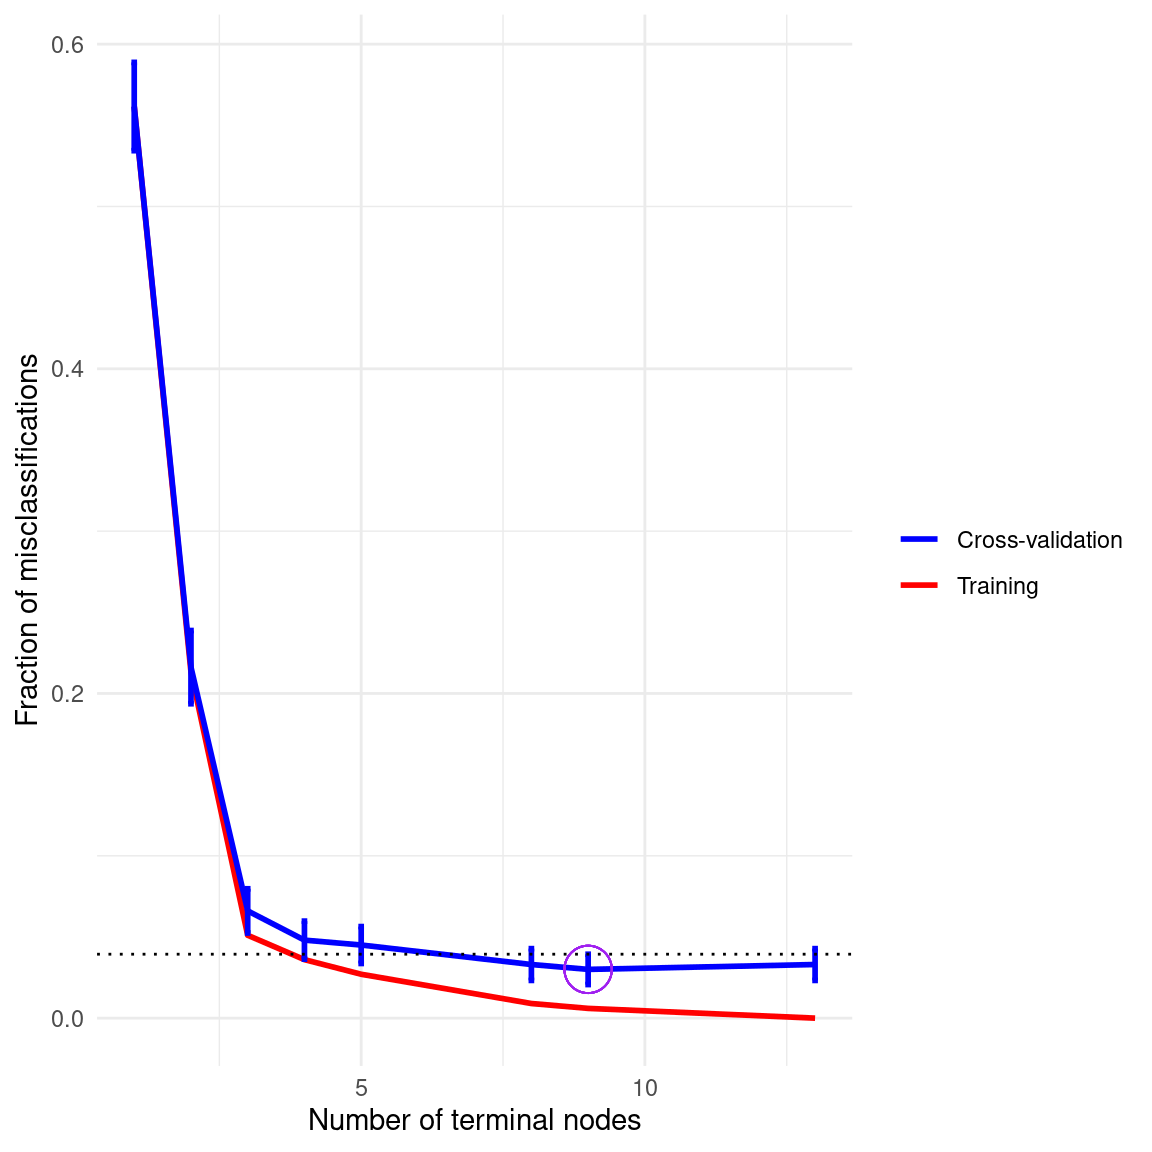 0.6
0.4
0.2
0.0
Fraction of misclassifications
5
10
Number of terminal nodes
Cross-validation
Training